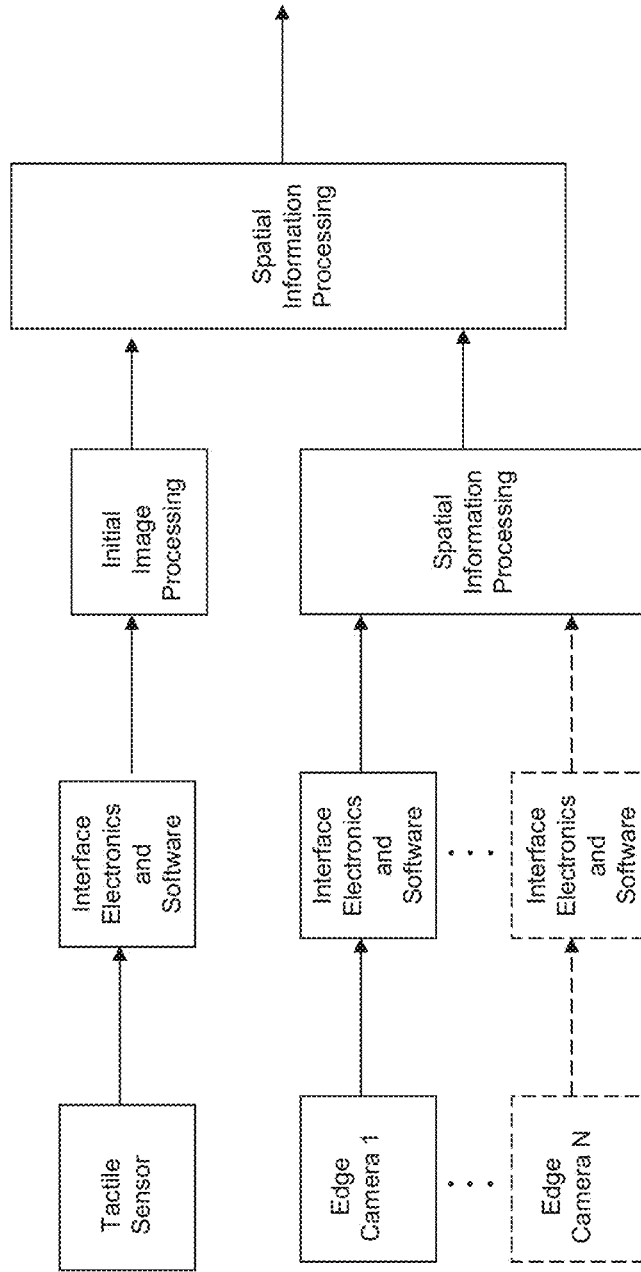 Tactile
Sensor
Interface
Electronics
and
Software
Initial
Image
Processing
Spatial
Information
Processing
Edge
Camera 1
Interface
Electronics
and
Software
Spatial
Information
Processing
. . .
. . .
Edge
Camera N
Interface
Electronics
and
Software